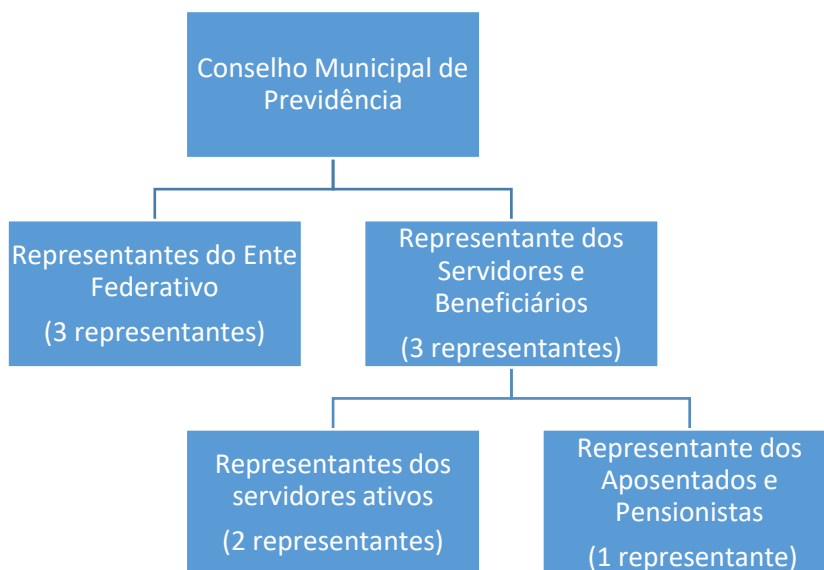 Conselho Municipal de
Previdência
Representantes do Ente
Federativo
(3 representantes)
Representante dos
Servidores e
Beneficiários
(3 representantes)
Representantes dos
servidores ativos
(2 representantes)
Representante dos
Aposentados e
Pensionistas
(1 representante)